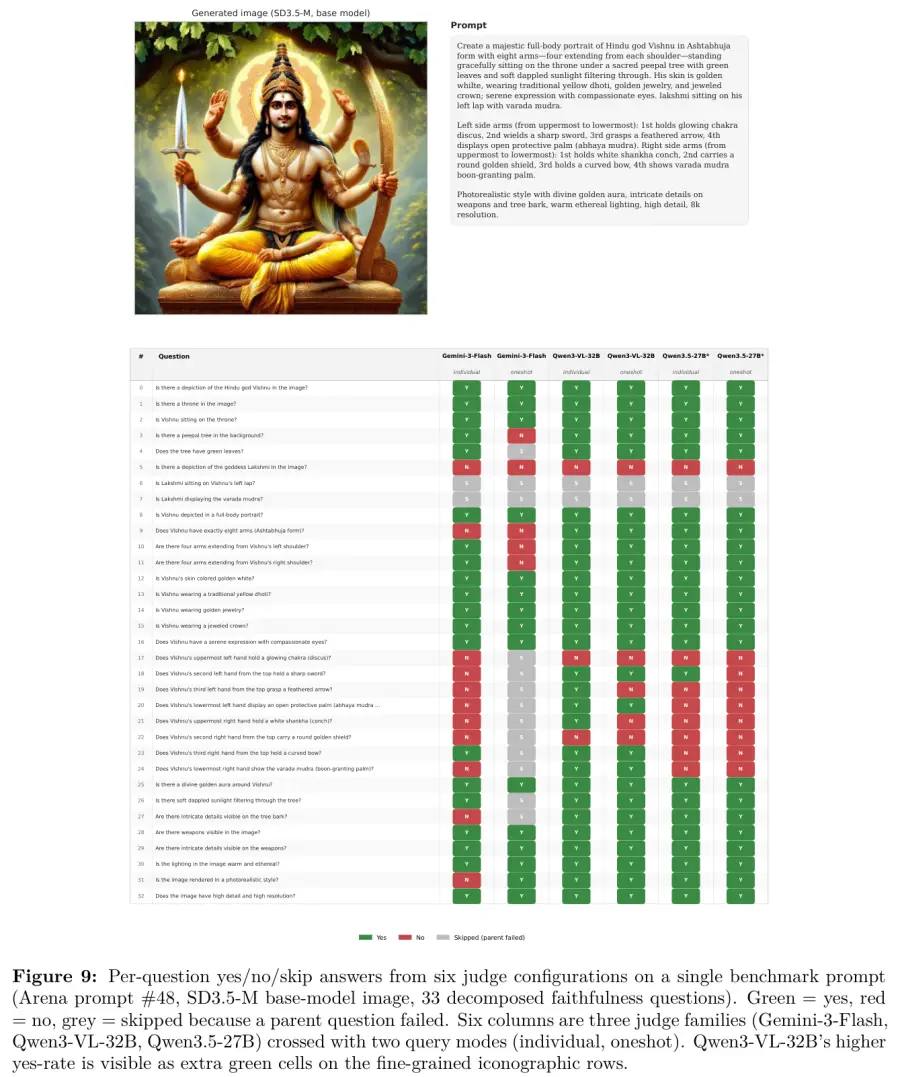 Generated image (SD3.5-M, base model)
Prompt
Create a majestic full-body portrait of Hindu god Vishnu in Ashtabhuja
form with eight arms—four extending from each shoulder—standing
gracefully sitting on the throne under a sacred peepal tree with green
leaves and soft dappled sunlight filtering through. His skin is golden
whilte, wearing traditional yellow dhoti, golden jewelry, and jeweled
crown; serene expression with compassionate eyes. lakshmi sitting on his
left lap with varada mudra.
Left side arms (from uppermost to lowermost): 1st holds glowing chakra
discus, 2nd wields a sharp sword, 3rd grasps a feathered arrow, 4th
displays open protective palm (abhaya mudra). Right side arms (from
uppermost to lowermost): 1st holds white shankha conch, 2nd carries a
round golden shield, 3rd holds a curved bow, 4th shows varada mudra
boon-granting palm.
Photorealistic style with divine golden aura, intricate details on
weapons and tree bark, warm ethereal lighting, high detail, 8k
resolution.
# Question Gemini-3-Flash Gemini-3-Flash Qwen3-VL-32B Qwen3-VL-32B Qwen3.5-27B* Qwen3.5-27B*
individual oneshot individual oneshot individual oneshot
0 Is there a depiction of the Hindu god Vishnu in the image? Y Y Y Y Y Y
1 Is there a throne in the image? Y Y Y Y Y Y
2 Is Vishnu sitting on the throne? Y Y Y Y Y Y
3 Is there a peepal tree in the background? Y N Y Y Y Y
4 Does the tree have green leaves? Y S Y Y Y Y
5 Is there a depiction of the goddess Lakshmi in the image? N N N N N N
6 Is Lakshmi sitting on Vishnu's left lap? S S S S S S
7 Is Lakshmi displaying the varada mudra? S S S S S S
8 Is Vishnu depicted in a full-body portrait? Y Y Y Y Y Y
9 Does Vishnu have exactly eight arms (Ashtabhuja form)? N N Y Y Y Y
10 Are there four arms extending from Vishnu's left shoulder? Y N Y Y Y Y
11 Are there four arms extending from Vishnu's right shoulder? Y N Y Y Y Y
12 Is Vishnu's skin colored golden white? Y Y Y Y Y Y
13 Is Vishnu wearing a traditional yellow dhoti? Y Y Y Y Y Y
14 Is Vishnu wearing golden jewelry? Y Y Y Y Y Y
15 Is Vishnu wearing a jeweled crown? Y Y Y Y Y Y
16 Does Vishnu have a serene expression with compassionate eyes? Y Y Y Y Y Y
17 Does Vishnu's uppermost left hand hold a glowing chakra (discus)? N S N N N N
18 Does Vishnu's second left hand from the top hold a sharp sword? N S Y Y Y N
19 Does Vishnu's third left hand from the top grasp a feathered arrow? N S Y N N N
20 Does Vishnu's lowermost left hand display an open protective palm (abhaya mudra ... N S Y Y N N
21 Does Vishnu's uppermost right hand hold a white shankha (conch)? N S Y N N N
22 Does Vishnu's second right hand from the top carry a round golden shield? N S N N N N
23 Does Vishnu's third right hand from the top hold a curved bow? Y S Y Y N N
24 Does Vishnu's lowermost right hand show the varada mudra (boon-granting palm)? N S Y Y N N
25 Is there a divine golden aura around Vishnu? Y Y Y Y Y Y
26 Is there soft dappled sunlight filtering through the tree? Y S Y Y Y Y
27 Are there intricate details visible on the tree bark? N S Y Y Y Y
28 Are there weapons visible in the image? Y Y Y Y Y Y
29 Are there intricate details visible on the weapons? Y Y Y Y Y Y
30 Is the lighting in the image warm and ethereal? Y Y Y Y Y Y
31 Is the image rendered in a photorealistic style? N Y Y Y Y Y
32 Does the image have high detail and high resolution? Y Y Y Y Y Y
Yes No Skipped (parent failed)
Figure 9: Per-question yes/no/skip answers from six judge configurations on a single benchmark prompt
(Arena prompt #48, SD3.5-M base-model image, 33 decomposed faithfulness questions). Green = yes, red
= no, grey = skipped because a parent question failed. Six columns are three judge families (Gemini-3-Flash,
Qwen3-VL-32B, Qwen3.5-27B) crossed with two query modes (individual, oneshot). Qwen3-VL-32B's higher
yes-rate is visible as extra green cells on the fine-grained iconographic rows.